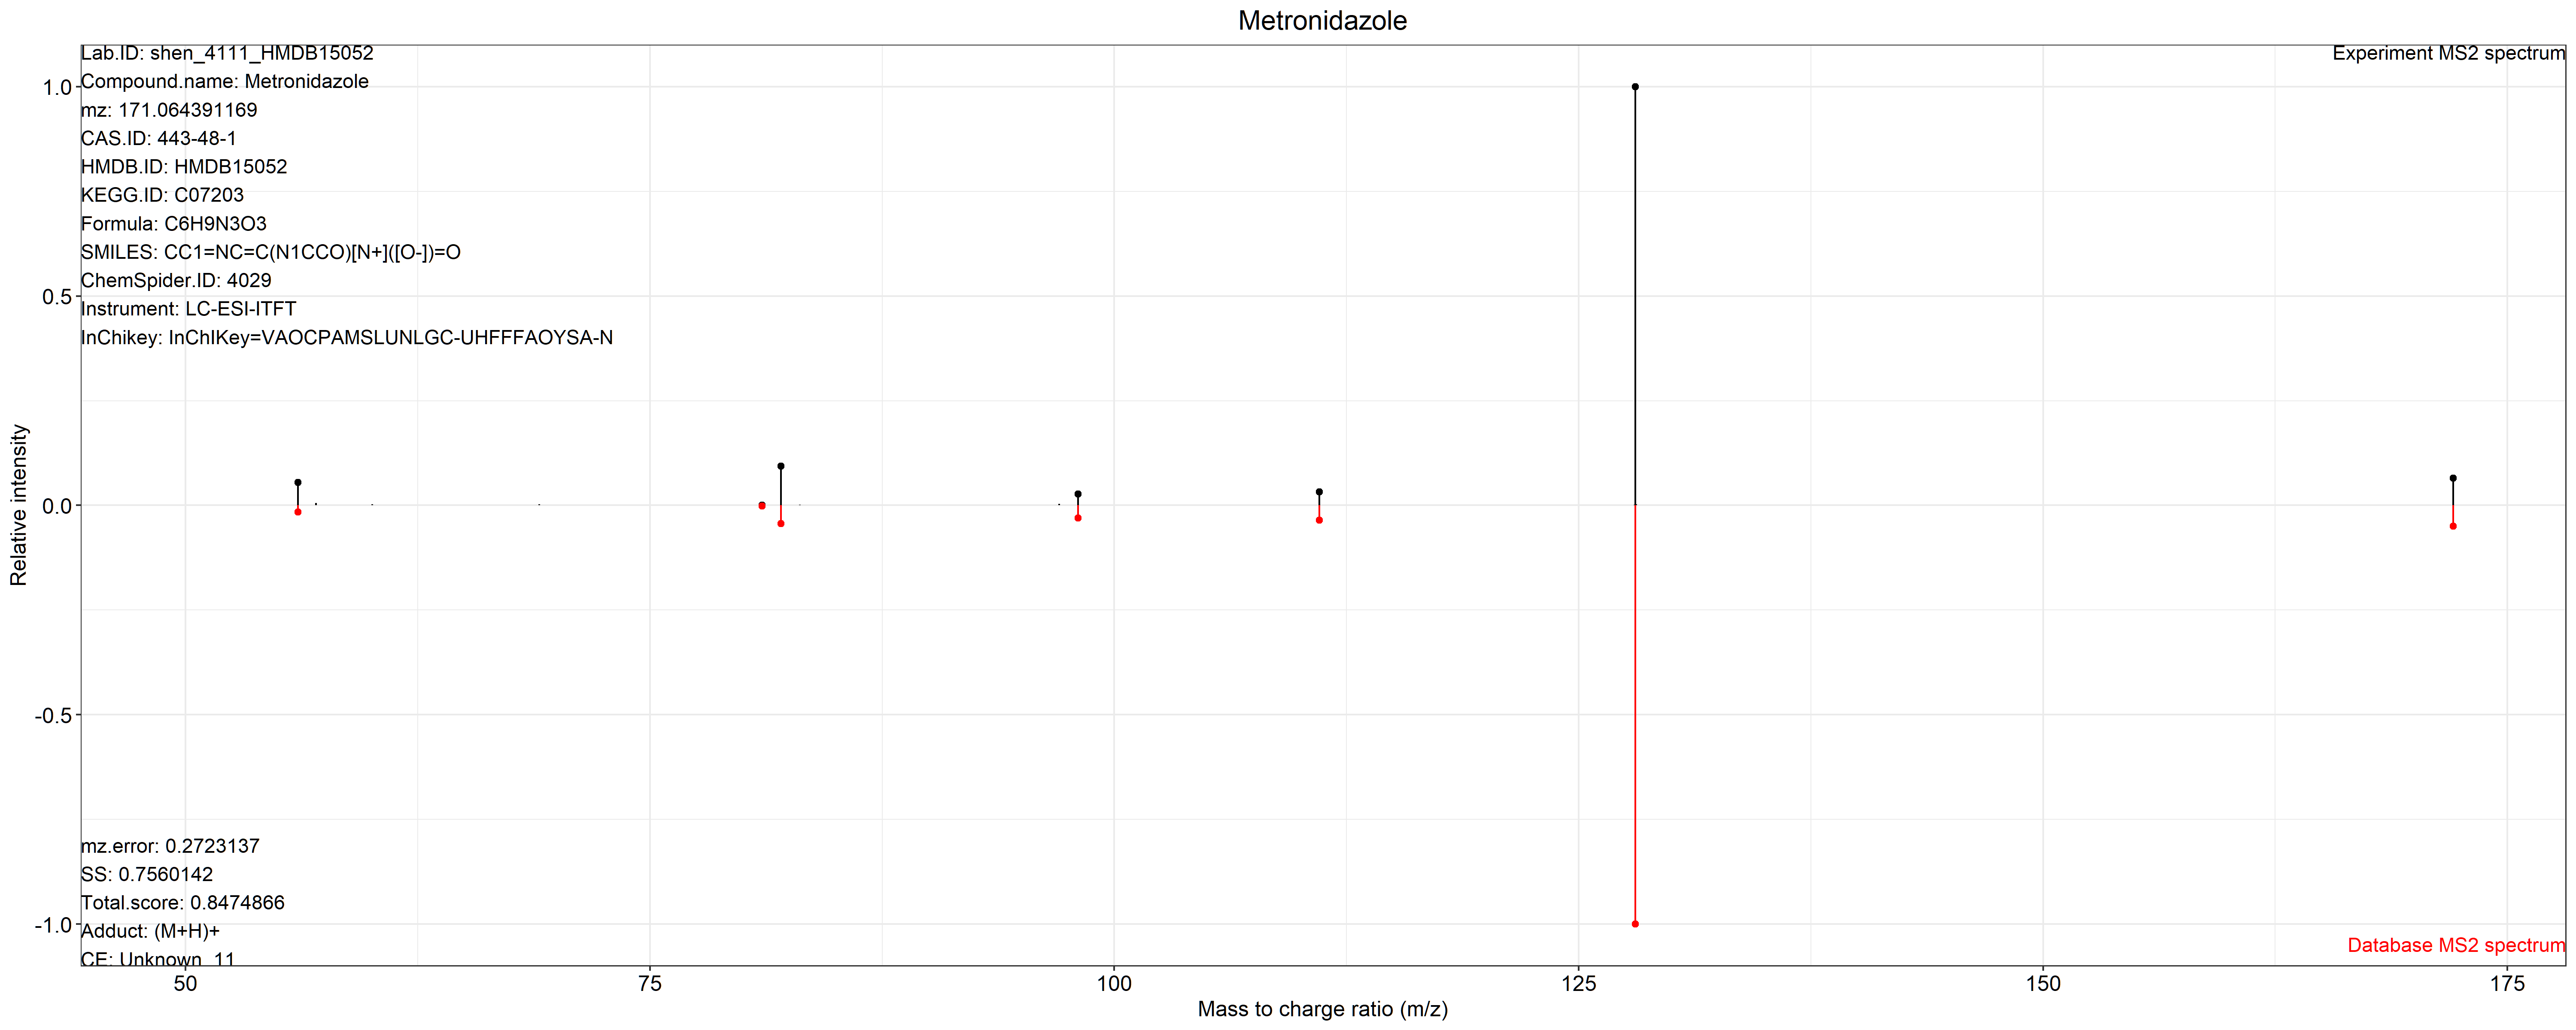 Metronidazole
Lab.ID: shen_4111_HMDB15052
Experiment MS2 spectrum
Compound.name: Metronidazole
mz: 171.064391169
CAS.ID: 443-48-1
HMDB.ID: HMDB15052
KEGG.ID: C07203
Formula: C6H9N3O3
SMILES: CC1=NC=C(N1CCO)[N+]([O-])=O
ChemSpider.ID: 4029
Instrument: LC-ESI-ITFT
InChikey: InChIKey=VAOCPAMSLUNLGC-UHFFFAOYSA-N
1.0
0.5
0.0
-0.5
-1.0
Relative intensity
mz.error: 0.2723137
SS: 0.7560142
Total.score: 0.8474866
Adduct: (M+H)+
CE: Unknown_11
Database MS2 spectrum
50 75 100 125 150 175
Mass to charge ratio (m/z)